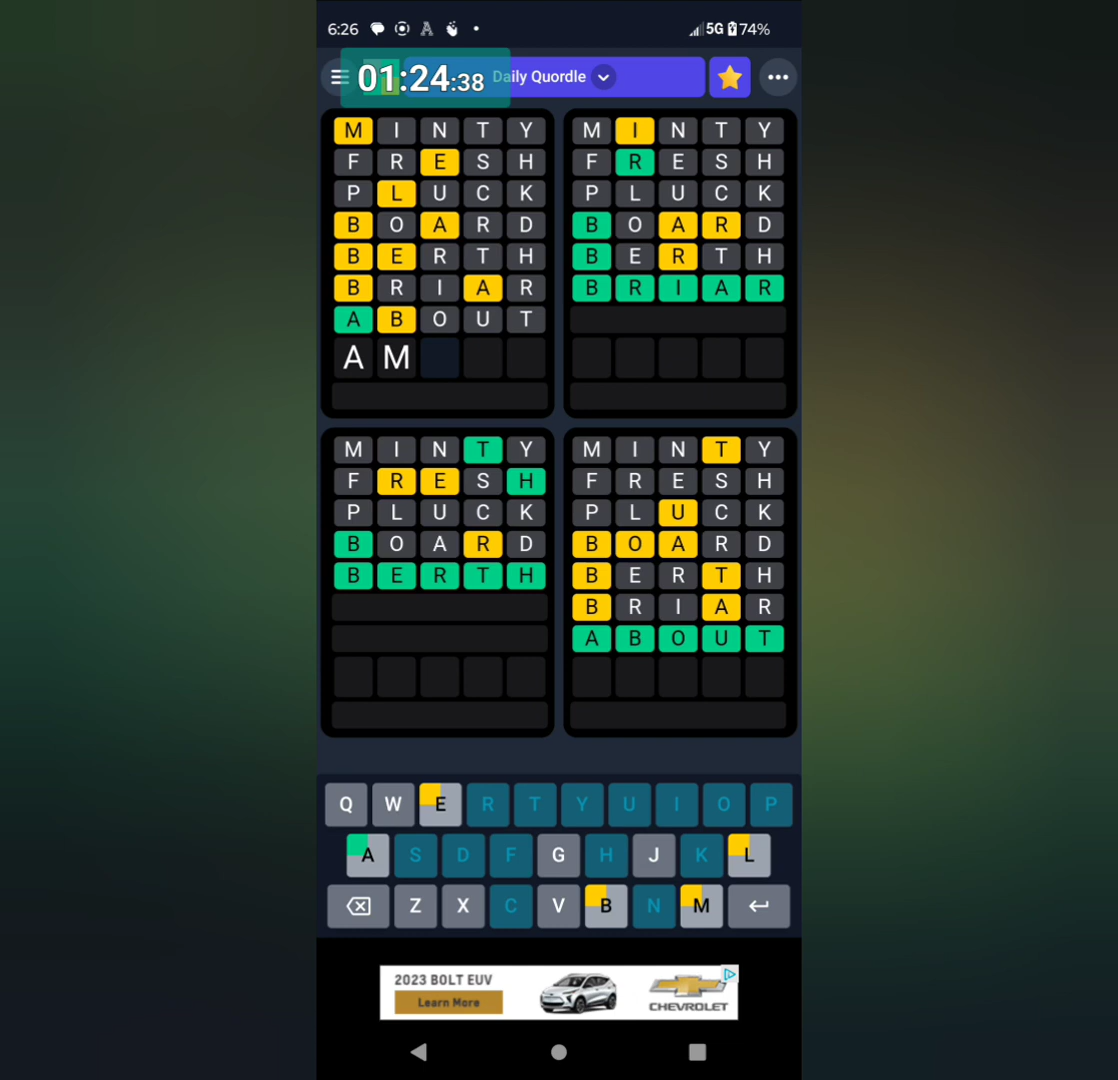 6:26 5G 74%
01:24:38 Daily Quordle
M I N T Y
F R E S H
P L U C K
B O A R D
B E R T H
B R I A R
A B O U T
A M
M I N T Y
F R E S H
P L U C K
B O A R D
B E R T H
B R I A R
M I N T Y
F R E S H
P L U C K
B O A R D
B E R T H
M I N T Y
F R E S H
P L U C K
B O A R D
B E R T H
B R I A R
A B O U T
Q W E R T Y U I O P
A S D F G H J K L
Z X C V B N M
2023 BOLT EUV
Learn More
CHEVROLET